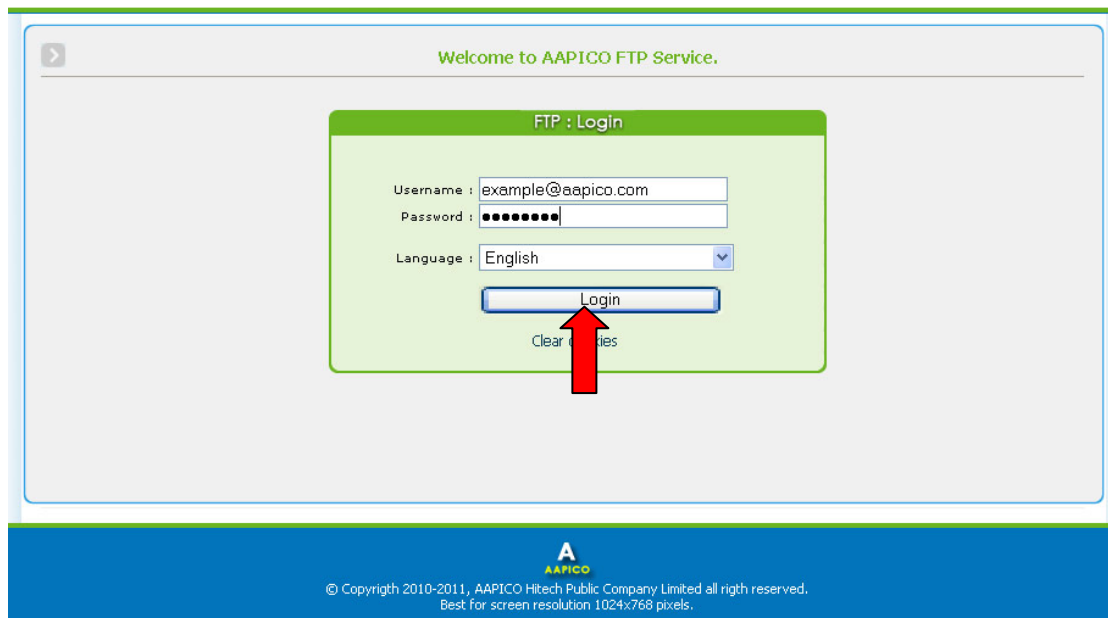 Welcome to AAPICO FTP Service.
FTP : Login
Username : example@aapico.com
Password : ●●●●●●●●
Language : English
Login
Clear
A
AAPICO
© Copyrigth 2010-2011, AAPICO Hitech Public Company Limited all rigth reserved.
Best for screen resolution 1024x768 pixels.